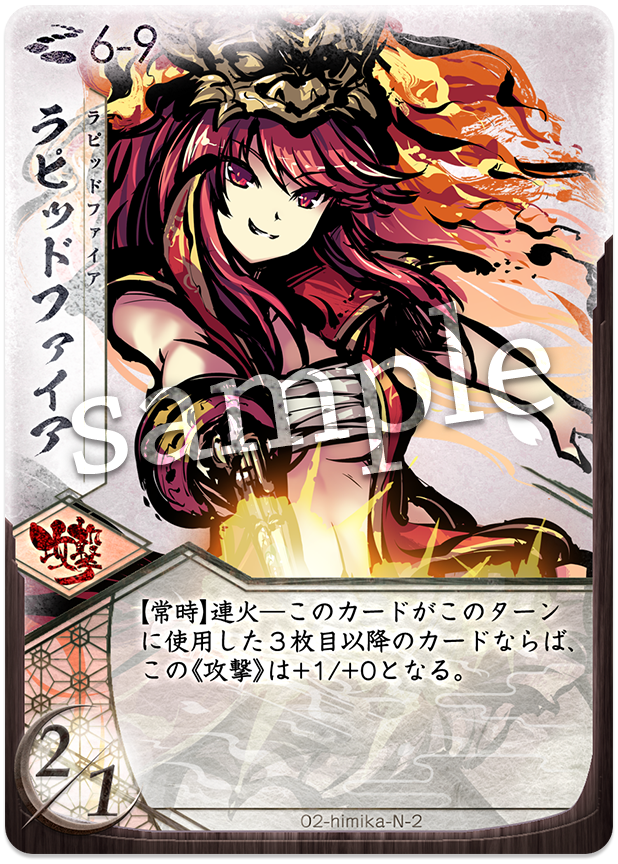 6-9
ラピッドファイア
ラピッドファイア
sample
攻撃
【常時】連火─このカードがこのターン
に使用した３枚目以降のカードならば、
この《攻撃》は+1/+0となる。
2/1
02-himika-N-2